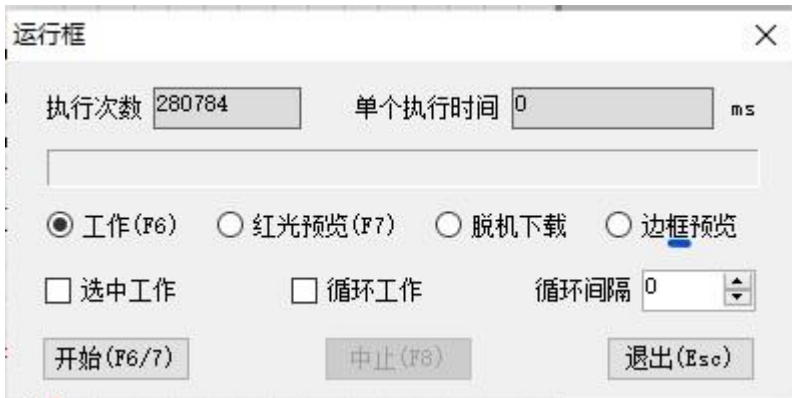 运行框
执行次数 280784 单个执行时间 0 ms
工作(F6) 红光预览(F7) 脱机下载 边框预览
选中工作 循环工作 循环间隔 0
开始(F6/7) 中止(F8) 退出(Esc)